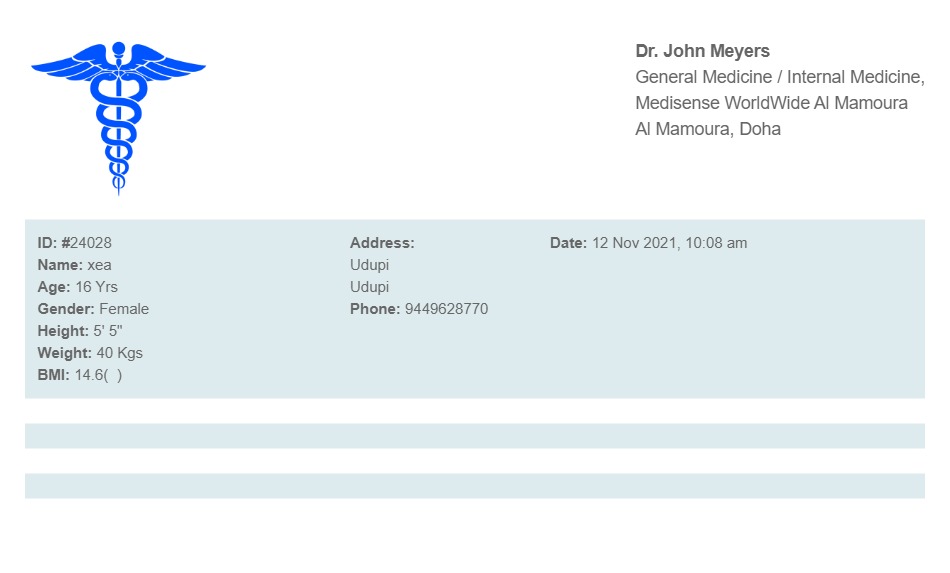 Dr. John Meyers
General Medicine / Internal Medicine,
Medisense WorldWide Al Mamoura
Al Mamoura, Doha
ID: #24028
Name: xea
Age: 16 Yrs
Gender: Female
Height: 5' 5"
Weight: 40 Kgs
BMI: 14.6( )
Address:
Udupi
Udupi
Phone: 9449628770
Date: 12 Nov 2021, 10:08 am